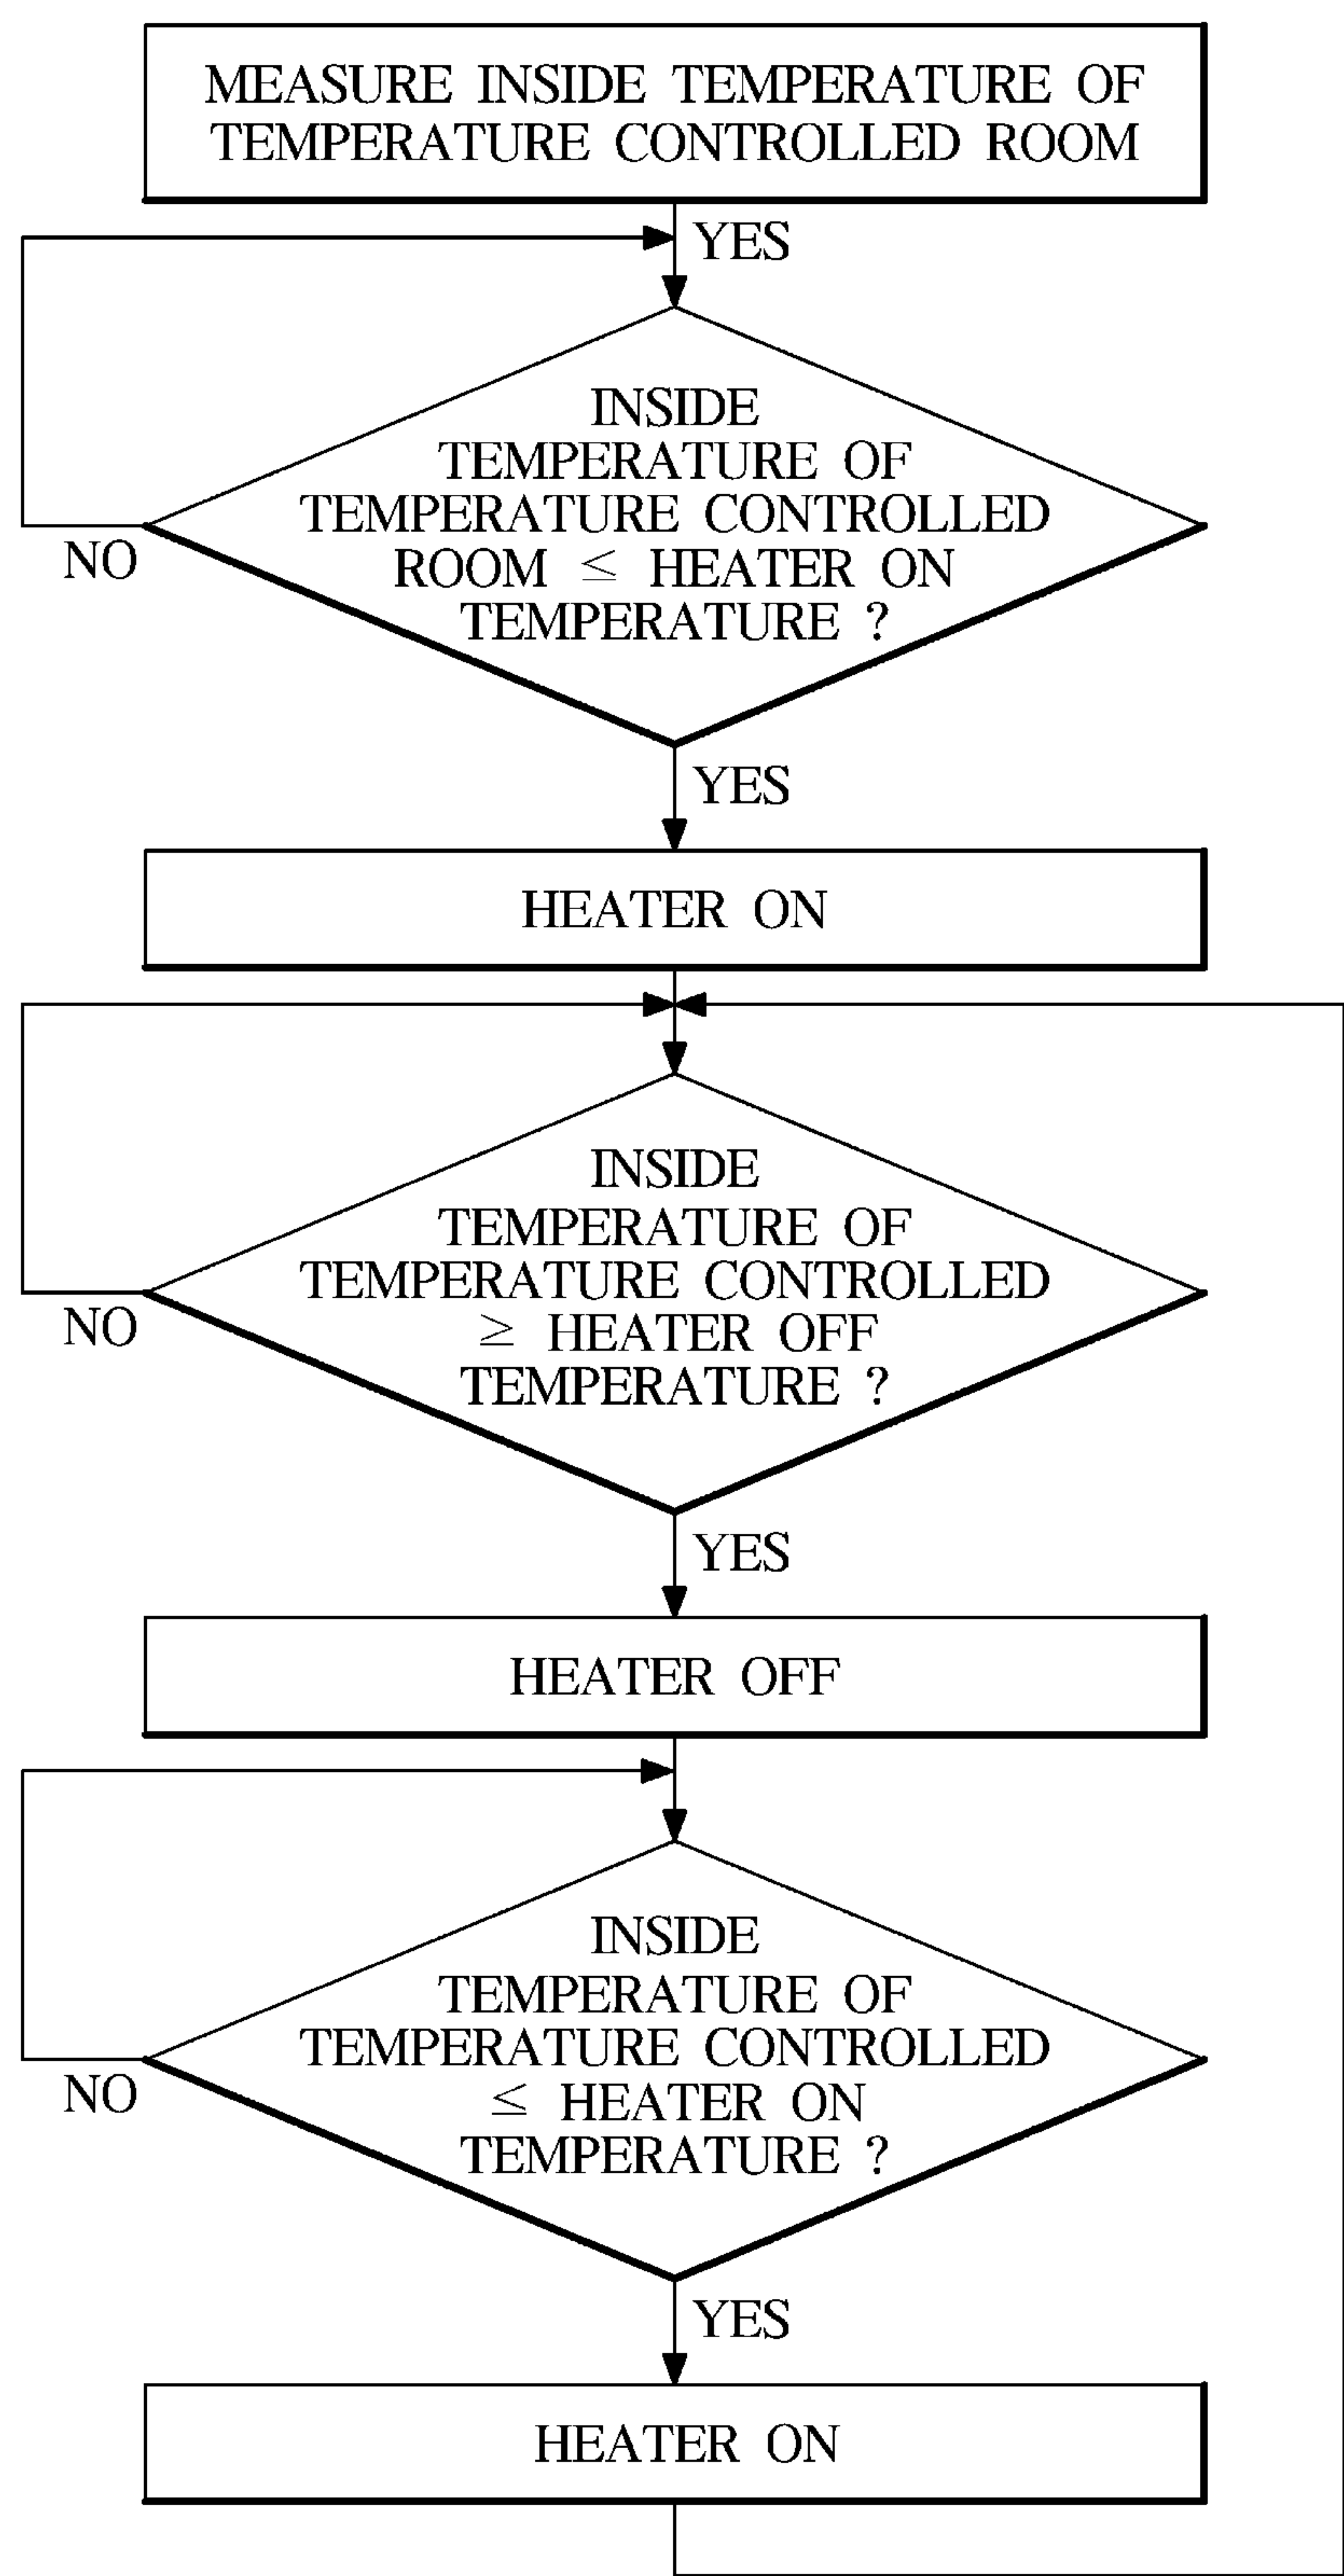 MEASURE INSIDE TEMPERATURE OF
TEMPERATURE CONTROLLED ROOM
YES
INSIDE
TEMPERATURE OF
TEMPERATURE CONTROLLED
ROOM ≤ HEATER ON
TEMPERATURE ?
NO
YES
HEATER ON
INSIDE
TEMPERATURE OF
TEMPERATURE CONTROLLED
≥ HEATER OFF
TEMPERATURE ?
NO
YES
HEATER OFF
INSIDE
TEMPERATURE OF
TEMPERATURE CONTROLLED
≤ HEATER ON
TEMPERATURE ?
NO
YES
HEATER ON